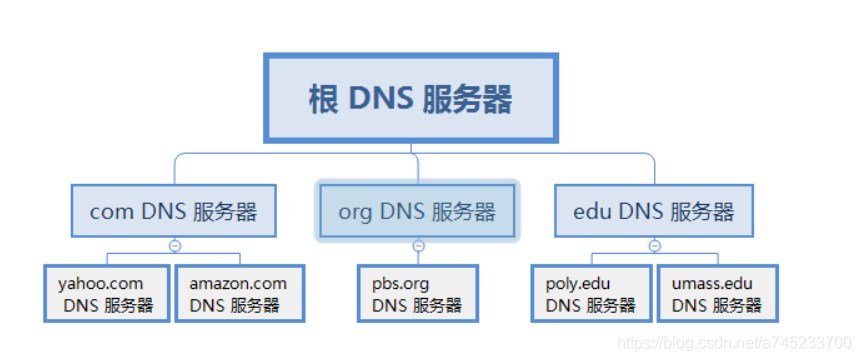 根 DNS 服务器
com DNS 服务器
org DNS 服务器
edu DNS 服务器
yahoo.com
DNS 服务器
amazon.com
DNS 服务器
pbs.org
DNS 服务器
poly.edu
DNS 服务器
umass.edu
DNS 服务器
https://blog.csdn.net/a745233700